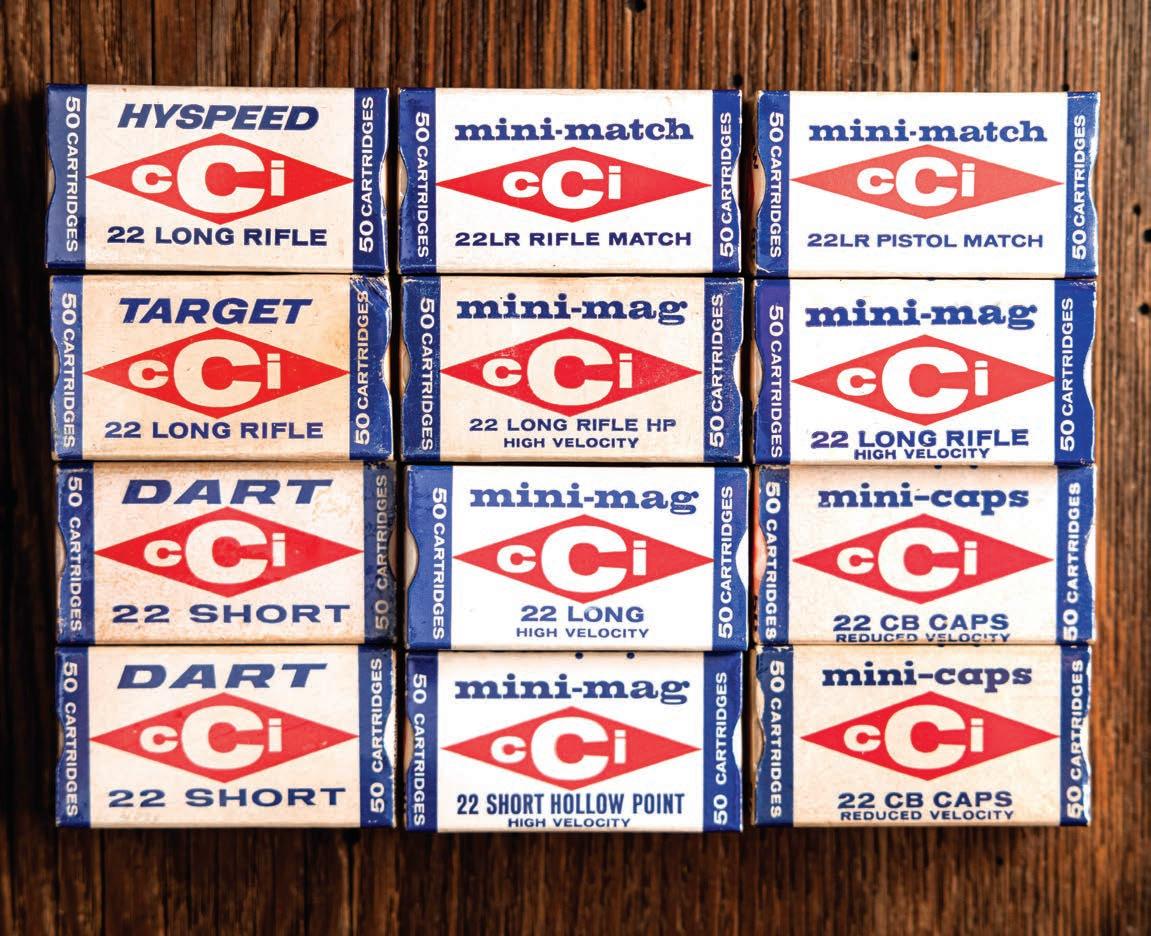 50 CARTRIDGES
HYSPEED
cCi
22 LONG RIFLE
50 CARTRIDGES
50 CARTRIDGES
mini-match
cCi
22LR RIFLE MATCH
50 CARTRIDGES
50 CARTRIDGES
mini-match
cCi
22LR PISTOL MATCH
50 CARTRIDGES
50 CARTRIDGES
TARGET
cCi
22 LONG RIFLE
50 CARTRIDGES
50 CARTRIDGES
mini-mag
cCi
22 LONG RIFLE HP
HIGH VELOCITY
50 CARTRIDGES
50 CARTRIDGES
mini-mag
cCi
22 LONG RIFLE
HIGH VELOCITY
50 CARTRIDGES
50 CARTRIDGES
DART
cCi
22 SHORT
50 CARTRIDGES
50 CARTRIDGES
mini-mag
cCi
22 LONG
HIGH VELOCITY
50 CARTRIDGES
50 CARTRIDGES
mini-caps
cCi
22 CB CAPS
REDUCED VELOCITY
50 CARTRIDGES
50 CARTRIDGES
DART
cCi
22 SHORT
50 CARTRIDGES
50 CARTRIDGES
mini-mag
cCi
22 SHORT HOLLOW POINT
HIGH VELOCITY
50 CARTRIDGES
50 CARTRIDGES
mini-caps
cCi
22 CB CAPS
REDUCED VELOCITY
50 CARTRIDGES